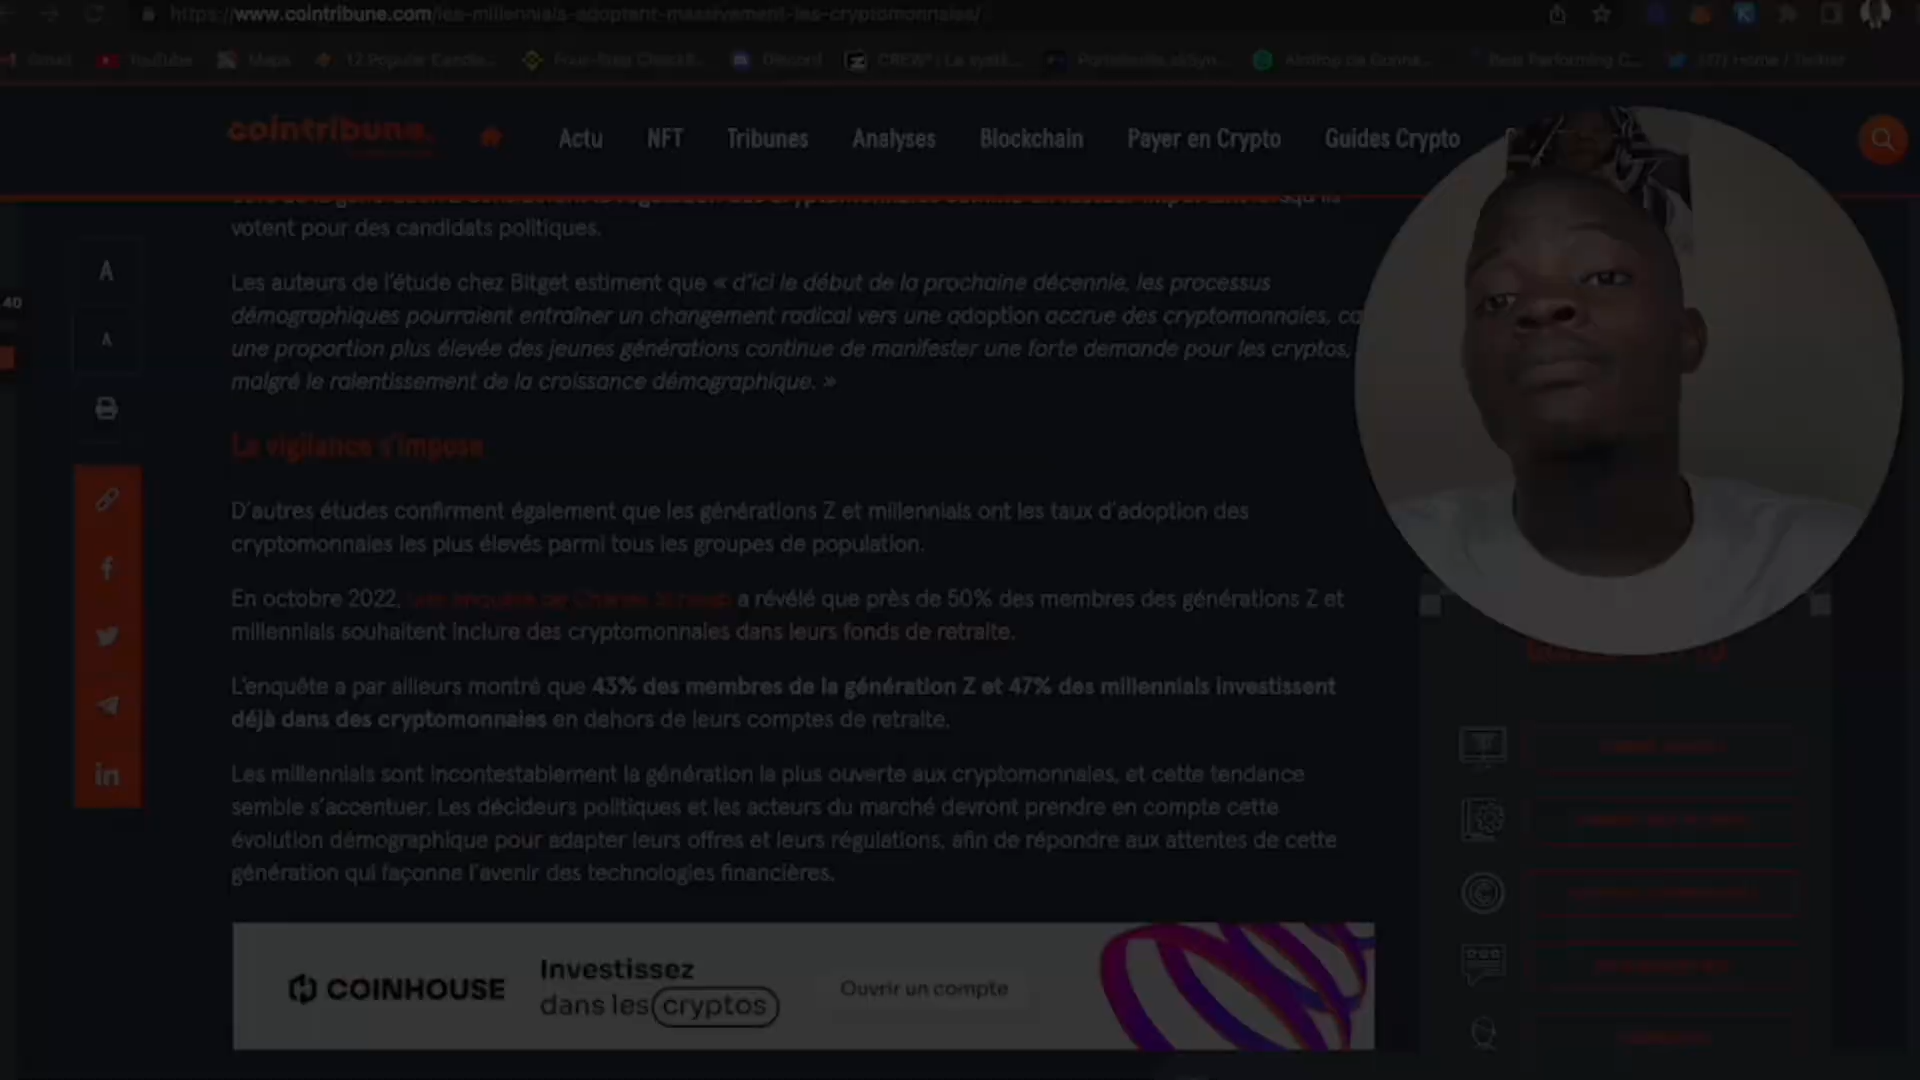 https://www.cointribune.com/les-millennials-adoptent-massivement-les-cryptomonnaies/
Gmail
YouTube
Maps
Discord
cointribune
Actu
NFT
Tribunes
Analyses
Blockchain
Payer en Crypto
Guides Crypto
votent pour des candidats politiques.
A
40
Les auteurs de l'étude chez Bitget estiment que « d'ici le début de la prochaine décennie, les processus
démographiques pourraient entraîner un changement radical vers une adoption accrue des cryptomonnaies, ca
A
une proportion plus élevée des jeunes générations continue de manifester une forte demande pour les cryptos,
malgré le ralentissement de la croissance démographique. »
La vigilance s'impose
D'autres études confirment également que les générations Z et millennials ont les taux d'adoption des
cryptomonnaies les plus élevés parmi tous les groupes de population.
En octobre 2022, une enquête de Charles Schwab a révélé que près de 50% des membres des générations Z et
millennials souhaitent inclure des cryptomonnaies dans leurs fonds de retraite.
L'enquête a par ailleurs montré que 43% des membres de la génération Z et 47% des millennials investissent
déjà dans des cryptomonnaies en dehors de leurs comptes de retraite.
Les millennials sont incontestablement la génération la plus ouverte aux cryptomonnaies, et cette tendance
semble s'accentuer. Les décideurs politiques et les acteurs du marché devront prendre en compte cette
évolution démographique pour adapter leurs offres et leurs régulations, afin de répondre aux attentes de cette
génération qui façonne l'avenir des technologies financières.
COINHOUSE
Investissez
dans les cryptos
Ouvrir un compte